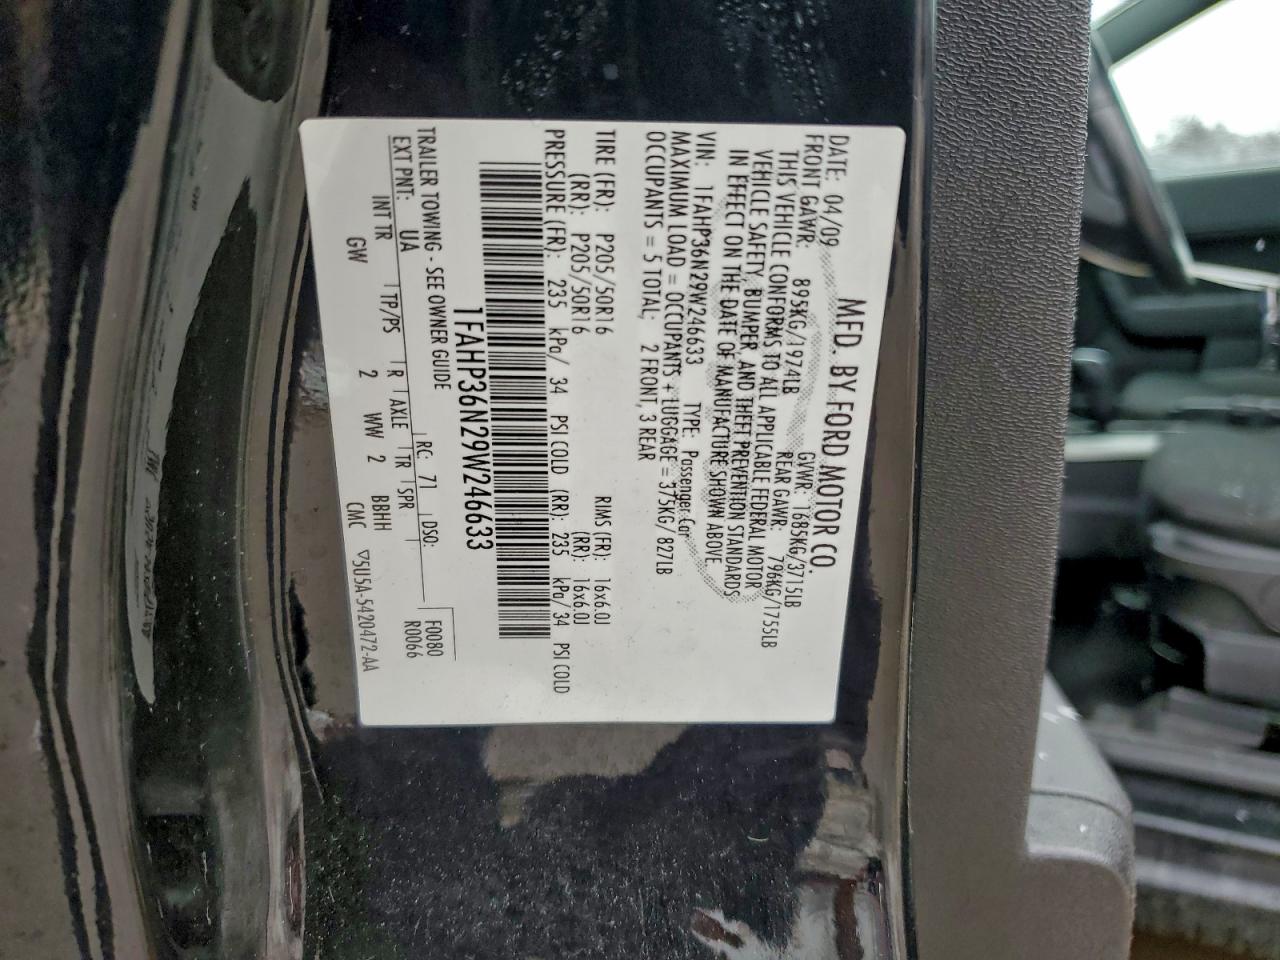 MFD. BY FORD MOTOR CO.
DATE: 04/09 GVWR: 1685KG/3715LB
FRONT GAWR: 895KG/1974LB REAR GAWR: 796KG/1755LB
THIS VEHICLE CONFORMS TO ALL APPLICABLE FEDERAL MOTOR
VEHICLE SAFETY, BUMPER, AND THEFT PREVENTION STANDARDS
IN EFFECT ON THE DATE OF MANUFACTURE SHOWN ABOVE.
VIN: 1FAHP36N29W246633 TYPE: Passenger Car
MAXIMUM LOAD = OCCUPANTS + LUGGAGE = 375KG/827LB
OCCUPANTS = 5 TOTAL, 2 FRONT, 3 REAR
TIRE (FR): P205/50R16 RIMS (FR): 16x6.0J
(RR): P205/50R16 (RR): 16x6.0J
PRESSURE (FR): 235 kPa/ 34 PSI COLD (RR): 235 kPa/ 34 PSI COLD
1FAHP36N29W246633
TRAILER TOWING - SEE OWNER GUIDE
EXT PNT: UA RC: 71 DSO: F0080
R0066
INT TR TP/PS R AXLE TR SPR
GW 2 WW 2 BBHH
CMC ▽5U5A-5420472-AA